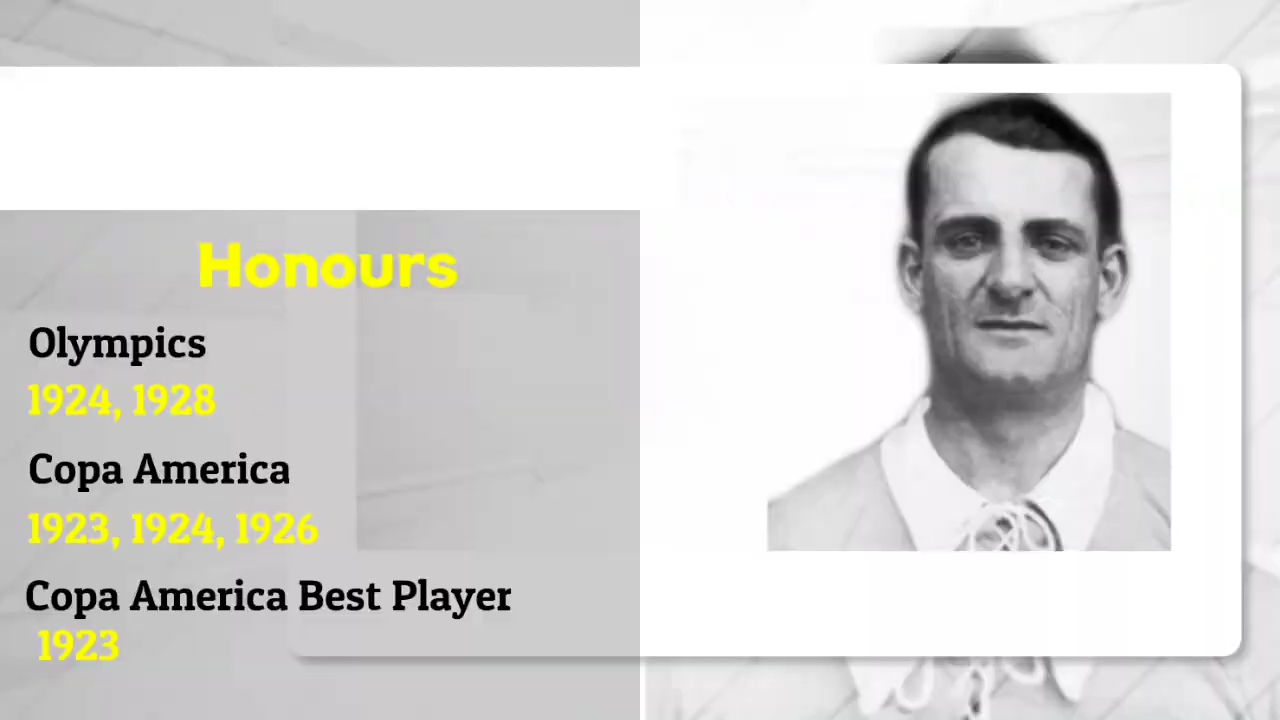 Honours
Olympics
1924, 1928
Copa America
1923, 1924, 1926
Copa America Best Player
1923